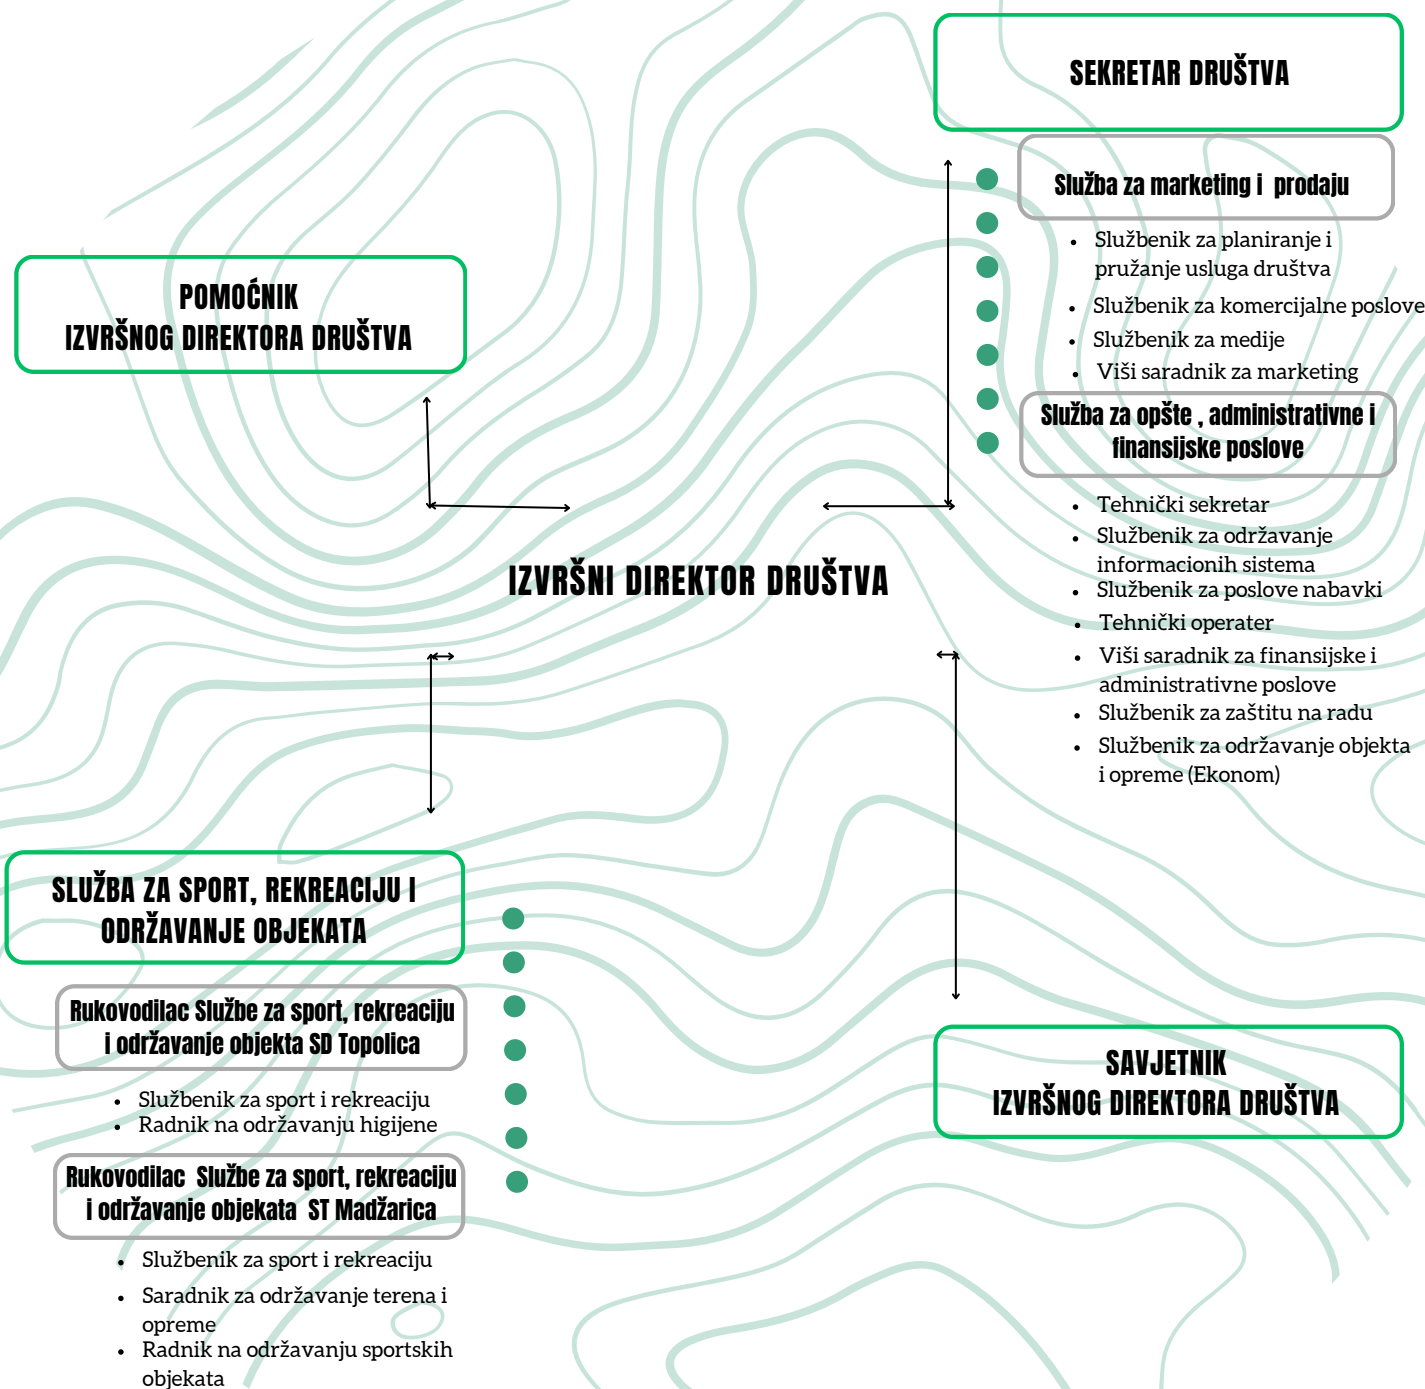 SEKRETAR DRUŠTVA
Služba za marketing i  prodaju
Službenik za planiranje i
pružanje usluga društva
Službenik za komercijalne poslove
Službenik za medije
Viši saradnik za marketing
Služba za opšte , administrativne i
finansijske poslove
Tehnički sekretar
Službenik za održavanje
informacionih sistema
Službenik za poslove nabavki
Tehnički operater
Viši saradnik za finansijske i
administrativne poslove
Službenik za zaštitu na radu
Službenik za održavanje objekta
i opreme (Ekonom)
POMOĆNIK
IZVRŠNOG DIREKTORA DRUŠTVA
IZVRŠNI DIREKTOR DRUŠTVA
SLUŽBA ZA SPORT, REKREACIJU I
ODRŽAVANJE OBJEKATA
Rukovodilac Službe za sport, rekreaciju
i održavanje objekta SD Topolica
Službenik za sport i rekreaciju
Radnik na održavanju higijene
Rukovodilac  Službe za sport, rekreaciju
i održavanje objekata  ST Madžarica
Službenik za sport i rekreaciju
Saradnik za održavanje terena i
opreme
Radnik na održavanju sportskih
objekata
SAVJETNIK
IZVRŠNOG DIREKTORA DRUŠTVA